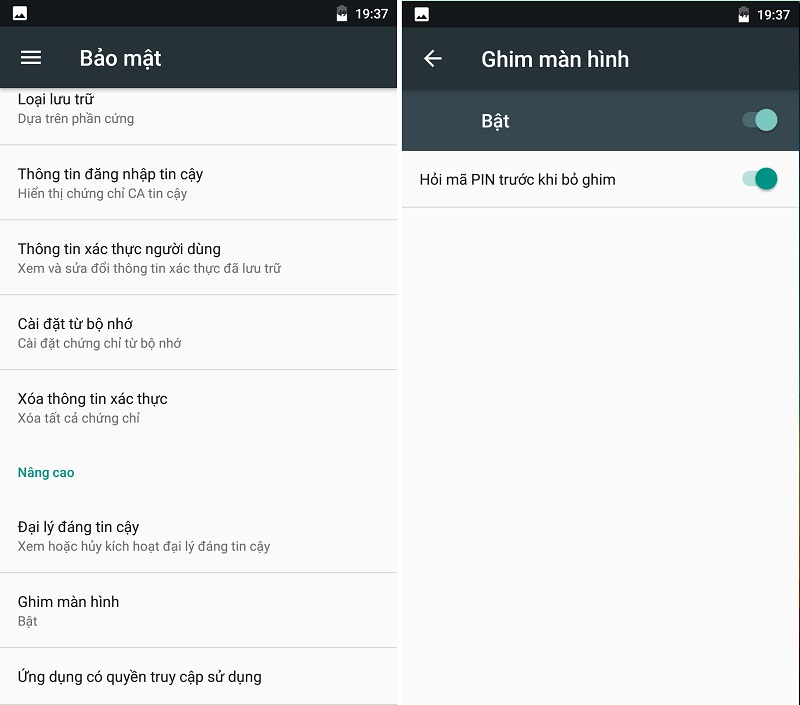 19:37
Bảo mật
Loại lưu trữ
Dựa trên phần cứng
Thông tin đăng nhập tin cậy
Hiển thị chứng chỉ CA tin cậy
Thông tin xác thực người dùng
Xem và sửa đổi thông tin xác thực đã lưu trữ
Cài đặt từ bộ nhớ
Cài đặt chứng chỉ từ bộ nhớ
Xóa thông tin xác thực
Xóa tất cả chứng chỉ
Nâng cao
Đại lý đáng tin cậy
Xem hoặc hủy kích hoạt đại lý đáng tin cậy
Ghim màn hình
Bật
Ứng dụng có quyền truy cập sử dụng
19:37
Ghim màn hình
Bật
Hỏi mã PIN trước khi bỏ ghim